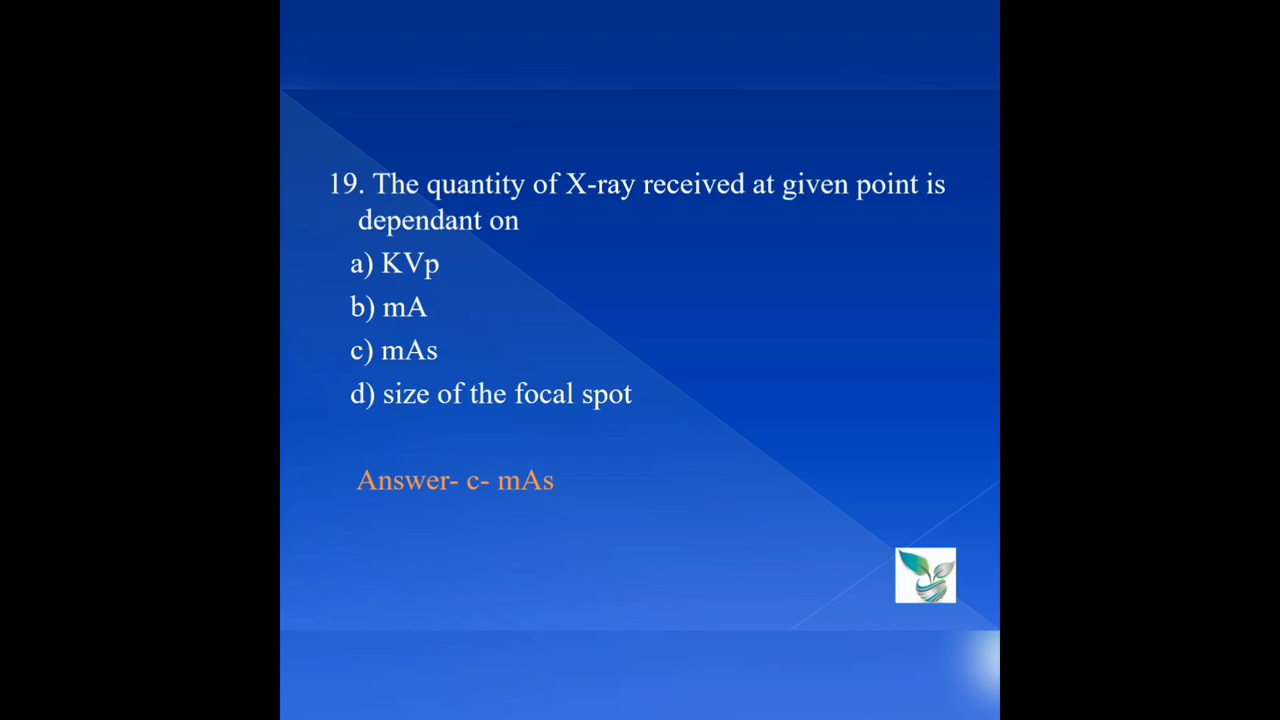 19. The quantity of X-ray received at given point is
dependant on
a) KVp
b) mA
c) mAs
d) size of the focal spot
Answer- c- mAs